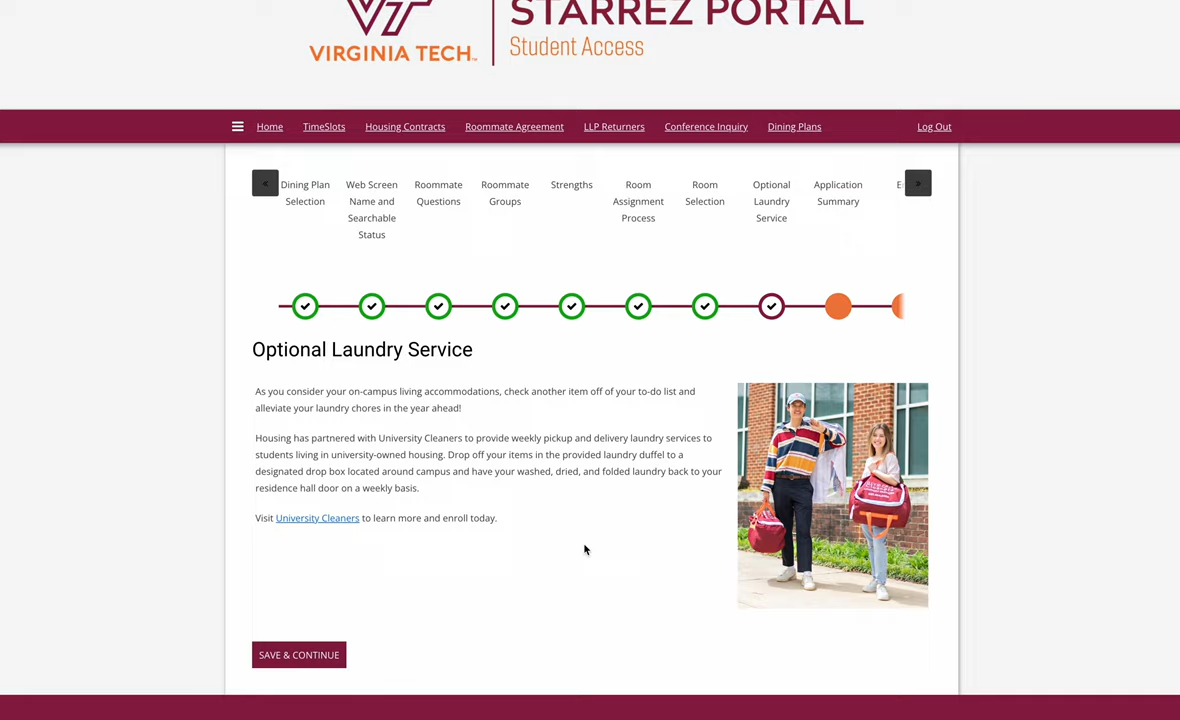 VT
STARREZ PORTAL
VIRGINIA TECH™
Student Access
Home TimeSlots Housing Contracts Roommate Agreement LLP Returners Conference Inquiry Dining Plans Log Out
« Dining Plan Selection
Web Screen Name and Searchable Status
Roommate Questions
Roommate Groups
Strengths
Room Assignment Process
Room Selection
Optional Laundry Service
Application Summary
»
Optional Laundry Service
As you consider your on-campus living accommodations, check another item off of your to-do list and
alleviate your laundry chores in the year ahead!
Housing has partnered with University Cleaners to provide weekly pickup and delivery laundry services to
students living in university-owned housing. Drop off your items in the provided laundry duffel to a
designated drop box located around campus and have your washed, dried, and folded laundry back to your
residence hall door on a weekly basis.
Visit University Cleaners to learn more and enroll today.
SAVE & CONTINUE